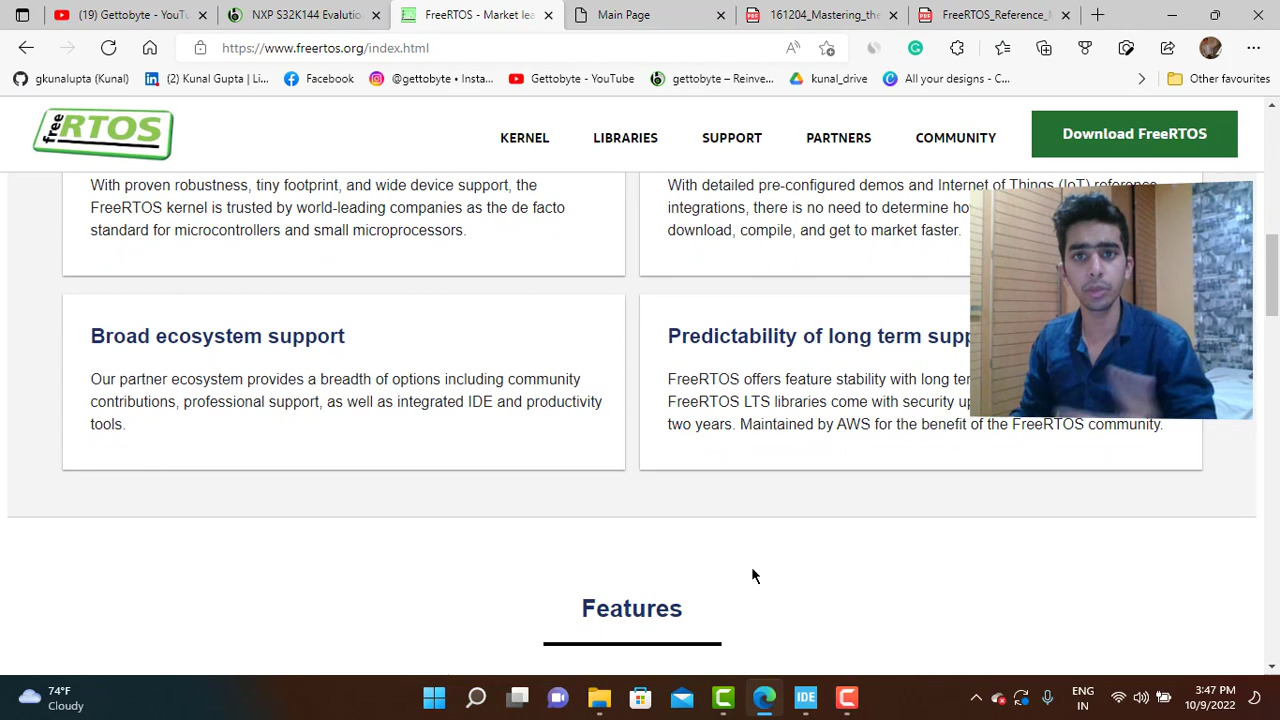 (19) Gettobyte - YouT
NXP S32K144 Evalution
FreeRTOS - Market lea
Main Page
161204_Mastering_the
FreeRTOS_Reference_
https://www.freertos.org/index.html
gkunalupta (Kunal)
(2) Kunal Gupta | Li...
Facebook
@gettobyte • Insta...
Gettobyte - YouTube
gettobyte – Reinve...
kunal_drive
All your designs - C...
Other favourites
freeRTOS
KERNEL
LIBRARIES
SUPPORT
PARTNERS
COMMUNITY
Download FreeRTOS
With proven robustness, tiny footprint, and wide device support, the
FreeRTOS kernel is trusted by world-leading companies as the de facto
standard for microcontrollers and small microprocessors.
With detailed pre-configured demos and Internet of Things (IoT) reference
integrations, there is no need to determine ho
download, compile, and get to market faster.
Broad ecosystem support
Our partner ecosystem provides a breadth of options including community
contributions, professional support, as well as integrated IDE and productivity
tools.
Predictability of long term supp
FreeRTOS offers feature stability with long ter
FreeRTOS LTS libraries come with security up
two years. Maintained by AWS for the benefit of the FreeRTOS community.
Features
74°F
Cloudy
IDE
ENG
IN
3:47 PM
10/9/2022